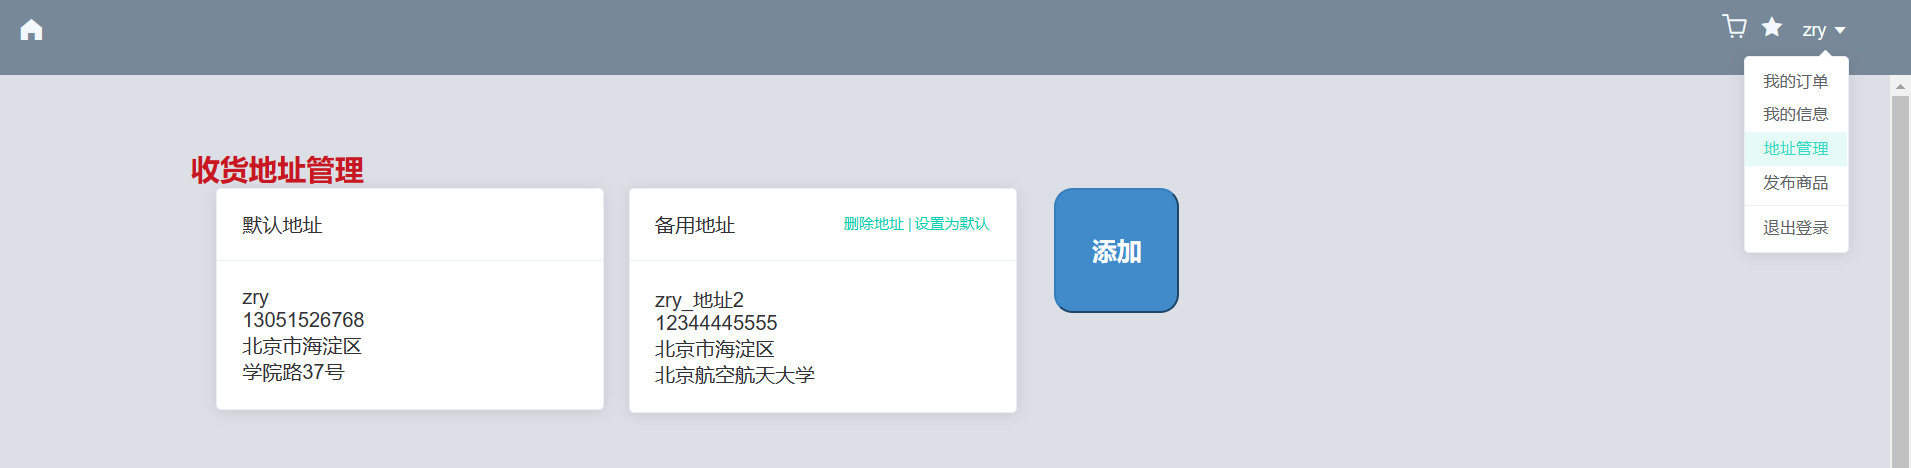 zry
我的订单
我的信息
地址管理
发布商品
退出登录
收货地址管理
默认地址
zry
13051526768
北京市海淀区
学院路37号
备用地址
删除地址 | 设置为默认
zry_地址2
12344445555
北京市海淀区
北京航空航天大学
添加